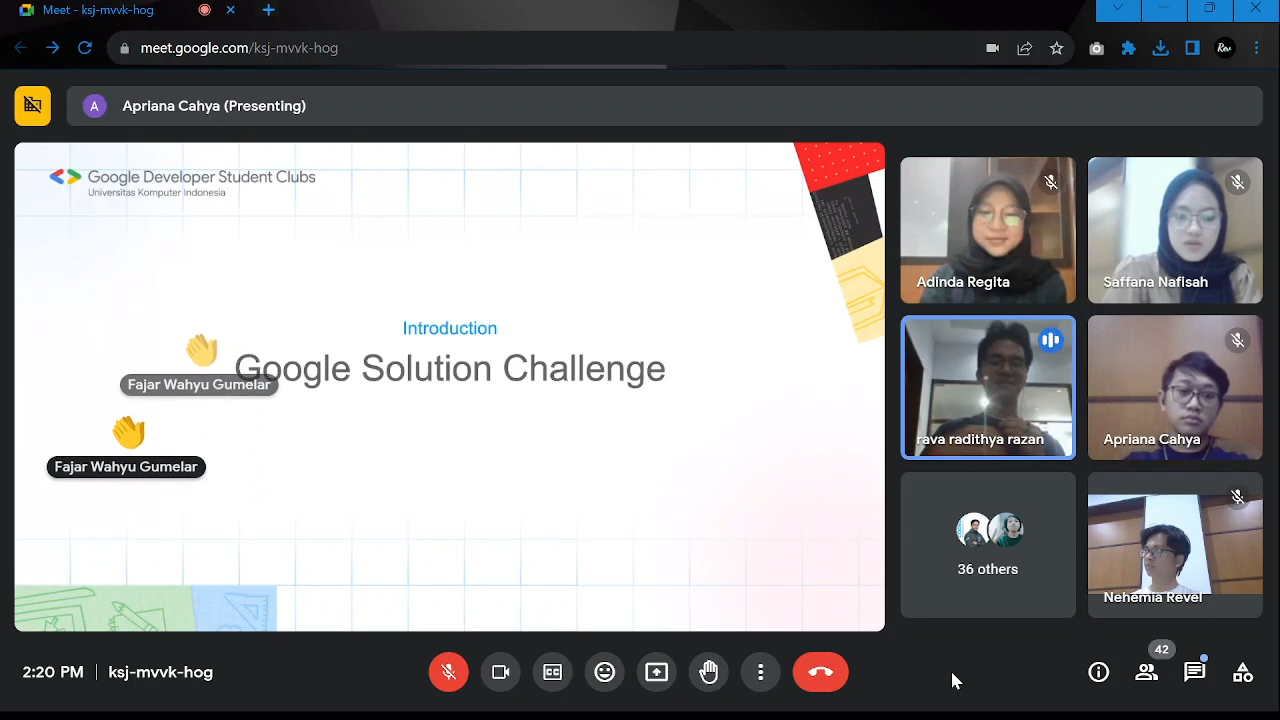 Meet - ksj-mvvk-hog
meet.google.com/ksj-mvvk-hog
Rev
A
Apriana Cahya (Presenting)
Google Developer Student Clubs
Universitas Komputer Indonesia
Introduction
Google Solution Challenge
Fajar Wahyu Gumelar
Fajar Wahyu Gumelar
Adinda Regita
Saffana Nafisah
rava radithya razan
Apriana Cahya
36 others
Nehemia Revel
2:20 PM
ksj-mvvk-hog
CC
42